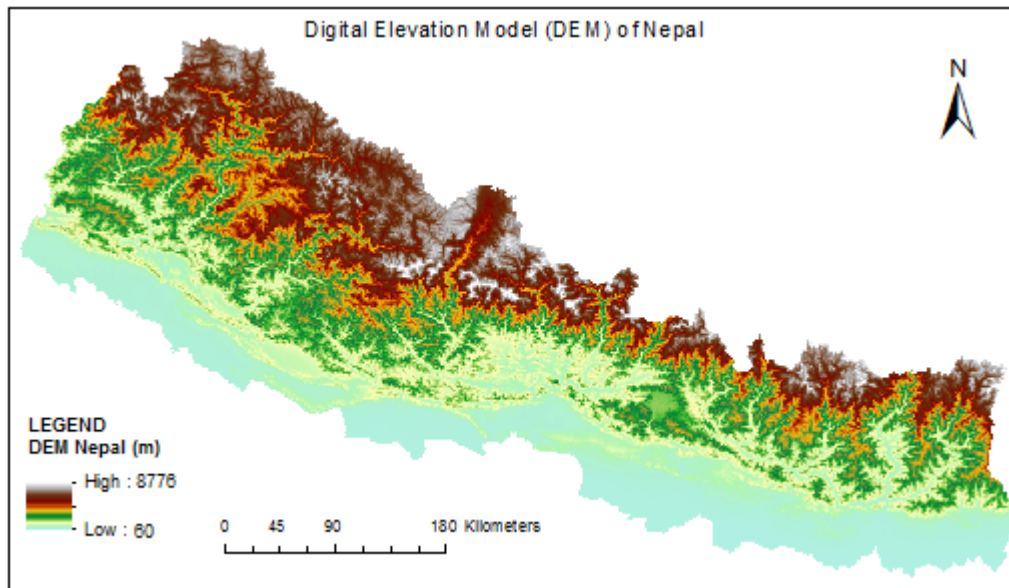 Digital Elevation Model (DEM) of Nepal
N
LEGEND
DEM Nepal (m)
High : 8776
Low : 60
0 45 90 180 Kilometers